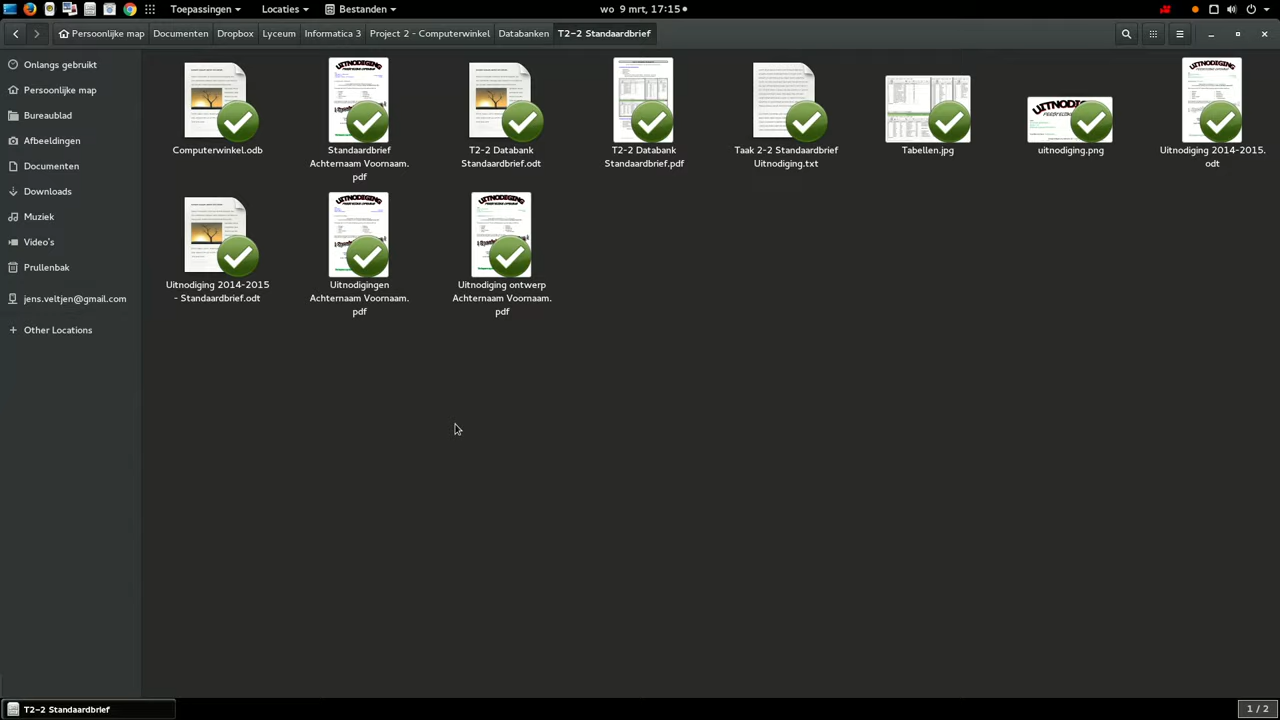 Toepassingen
Locaties
Bestanden
wo 9 mrt, 17:15
Persoonlijke map
Documenten
Dropbox
Lyceum
Informatica 3
Project 2 - Computerwinkel
Databanken
T2-2 Standaardbrief
Onlangs gebruikt
Persoonlijke map
Bureaublad
Afbeeldingen
Documenten
Downloads
Muziek
Video's
Prullenbak
jens.veltjen@gmail.com
Other Locations
Computerwinkel.odb
Standaardbrief
Achternaam Voornaam.
pdf
T2-2 Databank
Standaardbrief.odt
T2-2 Databank
Standaardbrief.pdf
Taak 2-2 Standaardbrief
Uitnodiging.txt
Tabellen.jpg
uitnodiging.png
Uitnodiging 2014-2015.
odt
Uitnodiging 2014-2015
- Standaardbrief.odt
Uitnodigingen
Achternaam Voornaam.
pdf
Uitnodiging ontwerp
Achternaam Voornaam.
pdf
T2-2 Standaardbrief
1 / 2